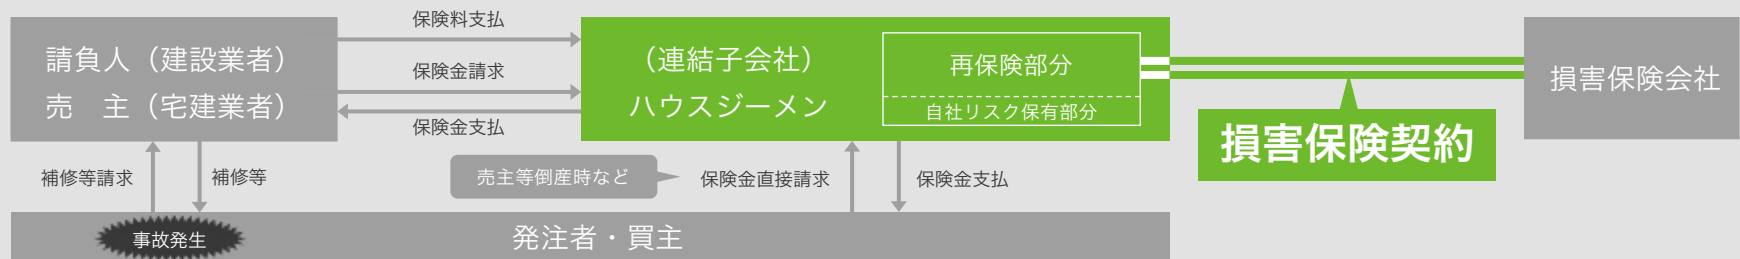 保険料支払
請負人（建設業者）
売　主（宅建業者）
保険金請求
保険金支払
（連結子会社）
ハウスジーメン
再保険部分
自社リスク保有部分
損害保険会社
損害保険契約
補修等請求
補修等
売主等倒産時など
保険金直接請求
保険金支払
事故発生
発注者・買主